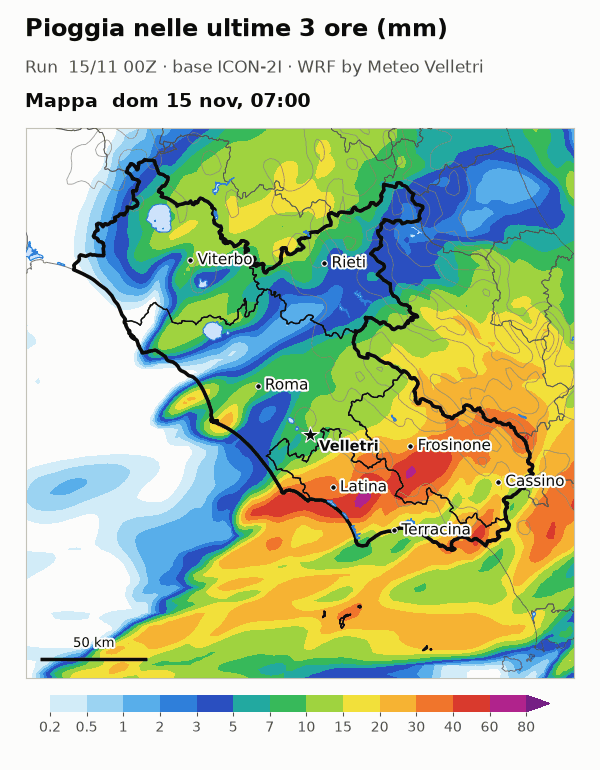 Pioggia nelle ultime 3 ore (mm)
Run 15/11 00Z · base ICON-2I · WRF by Meteo Velletri
Mappa dom 15 nov, 07:00
Viterbo
Rieti
Roma
Velletri
Frosinone
Latina
Cassino
Terracina
50 km
0.2 0.5 1 2 3 5 7 10 15 20 30 40 60 80